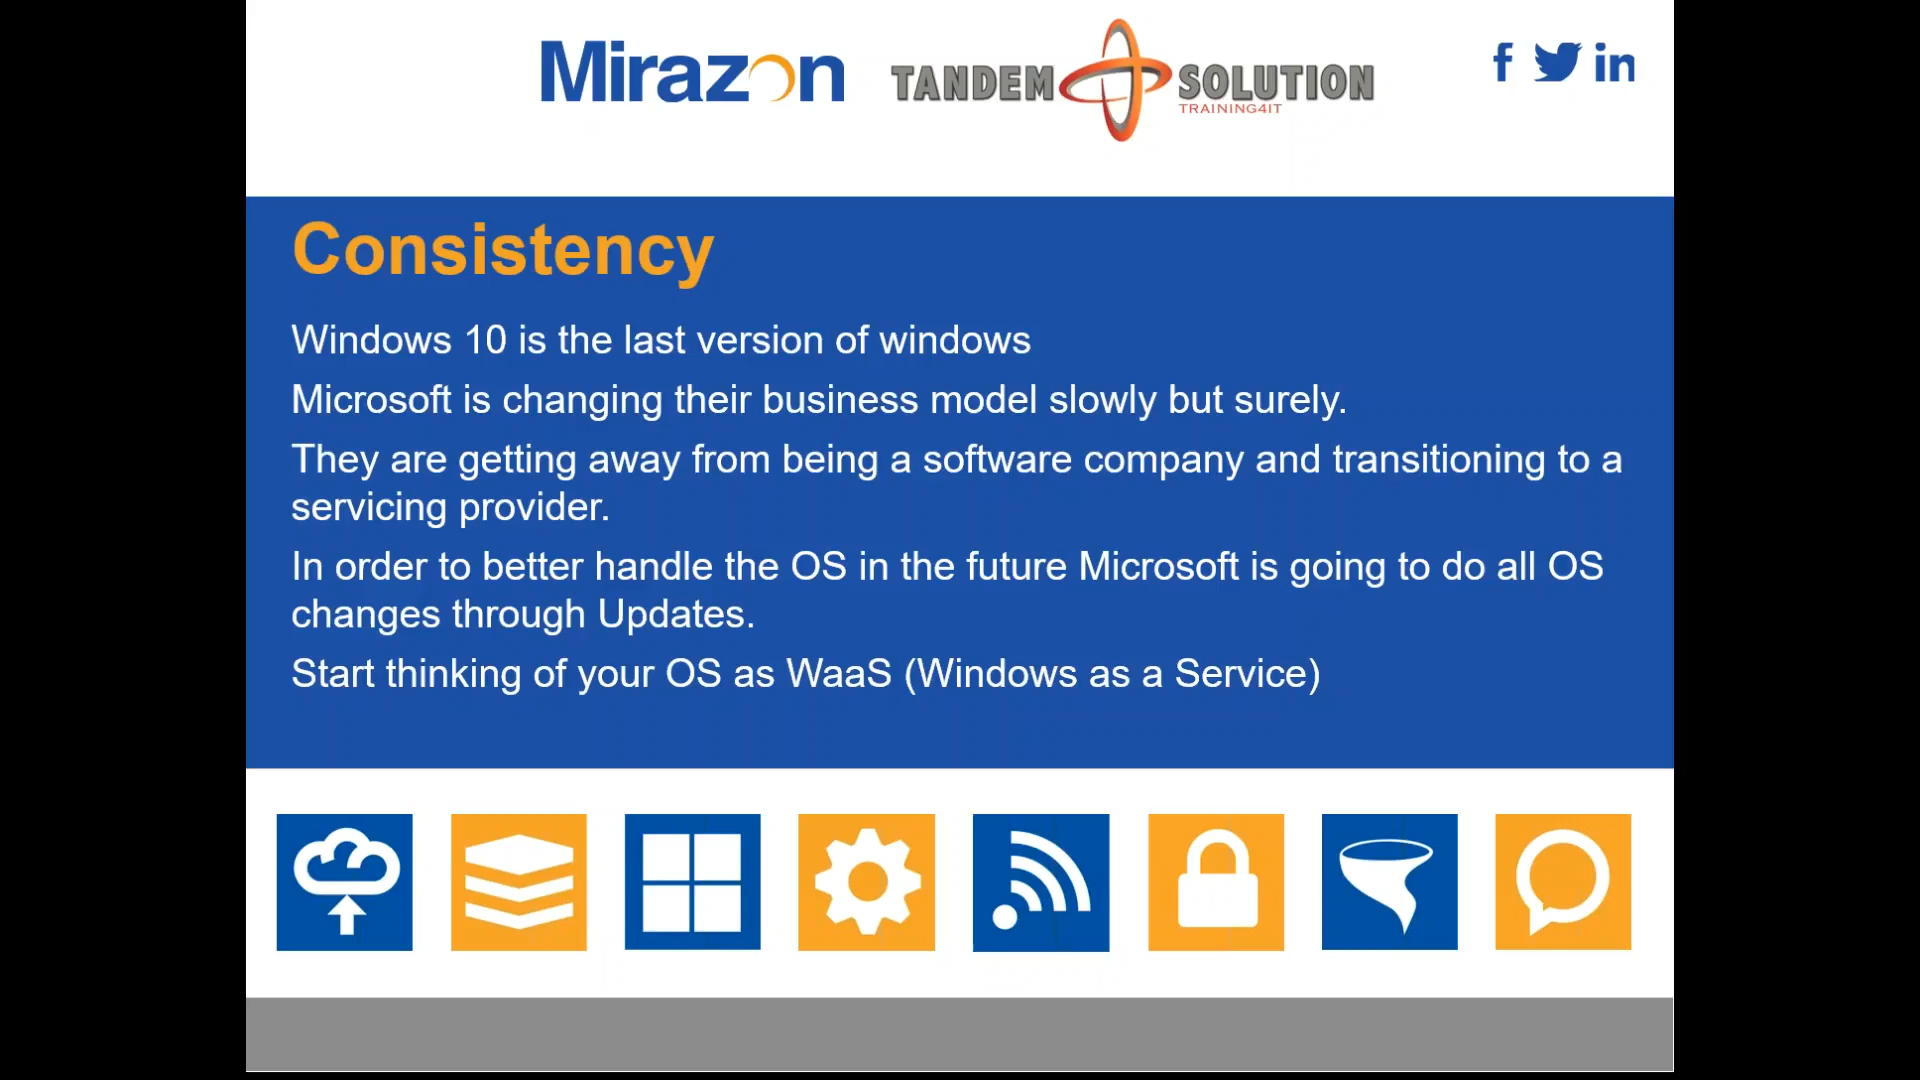 Mirazon
TANDEM SOLUTION
TRAINING4IT
f in
Consistency
Windows 10 is the last version of windows
Microsoft is changing their business model slowly but surely.
They are getting away from being a software company and transitioning to a
servicing provider.
In order to better handle the OS in the future Microsoft is going to do all OS
changes through Updates.
Start thinking of your OS as WaaS (Windows as a Service)